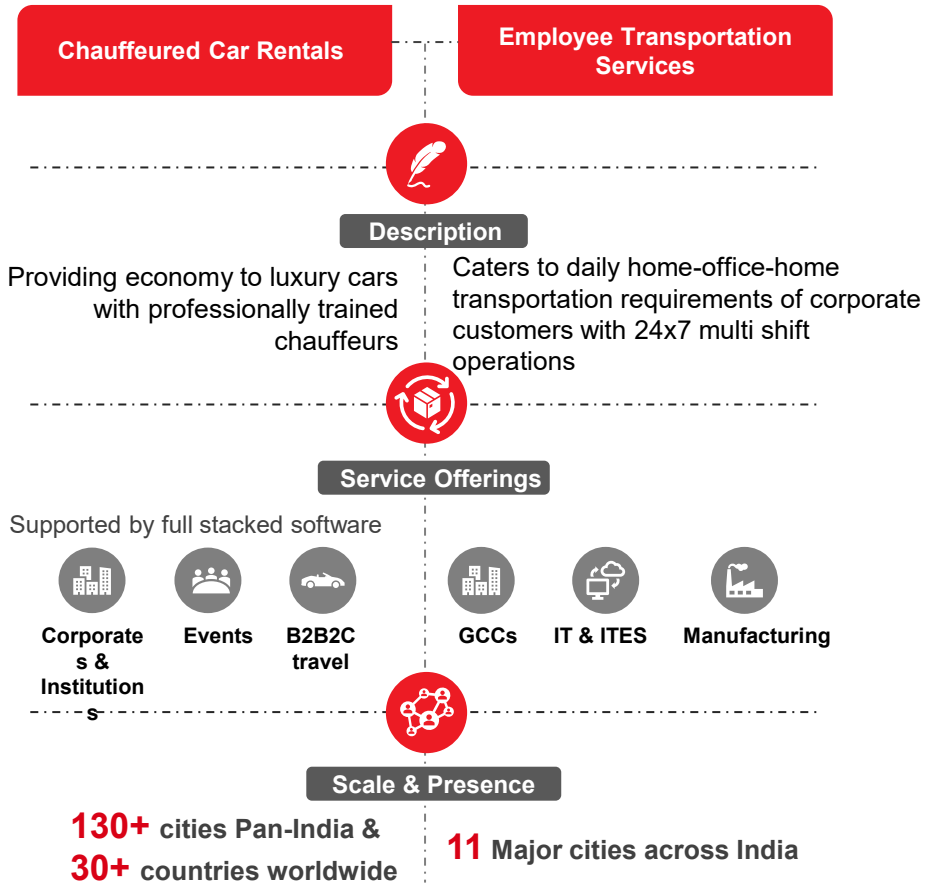 Chauffeured Car Rentals
Employee Transportation
Services
Description
Providing economy to luxury cars
with professionally trained
chauffeurs
Caters to daily home-office-home
transportation requirements of corporate
customers with 24x7 multi shift
operations
Service Offerings
Supported by full stacked software
Corporate
s &
Institution
s
Events
B2B2C
travel
GCCs
IT & ITES
Manufacturing
Scale & Presence
130+ cities Pan-India &
30+ countries worldwide
11 Major cities across India